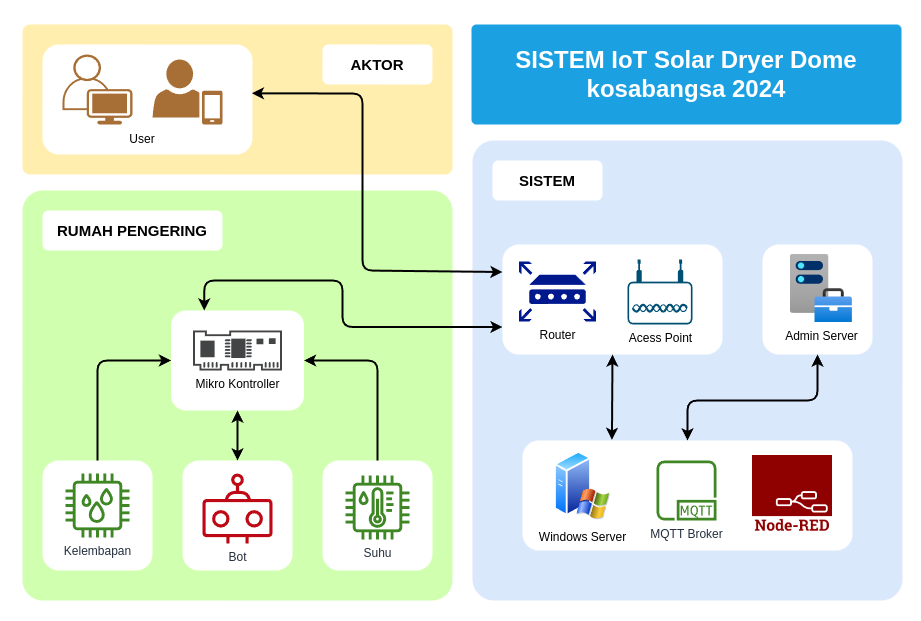 SISTEM IoT Solar Dryer Dome
kosabangsa 2024
AKTOR
User
RUMAH PENGERING
Mikro Kontroller
Kelembapan
Bot
Suhu
SISTEM
Router
Acess Point
Admin Server
Windows Server
MQTT
MQTT Broker
Node-RED